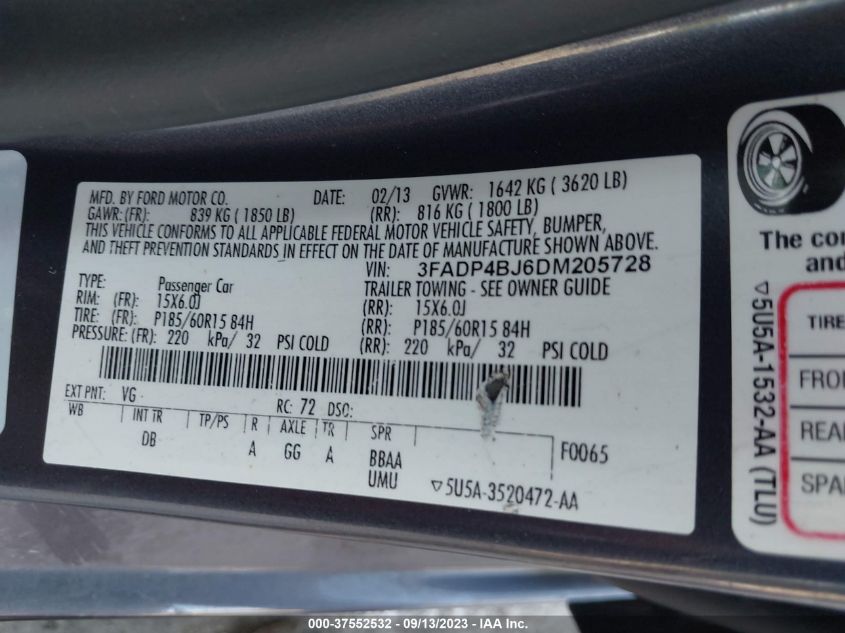 MFD. BY FORD MOTOR CO. DATE: 02/13 GVWR: 1642 KG ( 3620 LB)
GAWR: (FR): 839 KG ( 1850 LB) (RR): 816 KG ( 1800 LB)
THIS VEHICLE CONFORMS TO ALL APPLICABLE FEDERAL MOTOR VEHICLE SAFETY, BUMPER,
AND THEFT PREVENTION STANDARDS IN EFFECT ON THE DATE OF MANUFACTURE SHOWN ABOVE.
VIN: 3FADP4BJ6DM205728
TYPE: Passenger Car TRAILER TOWING - SEE OWNER GUIDE
RIM: (FR): 15X6.0J (RR): 15X6.0J
TIRE: (FR): P185/60R15 84H (RR): P185/60R15 84H
PRESSURE: (FR): 220 kPa/ 32 PSI COLD (RR): 220 kPa/ 32 PSI COLD
EXT PNT: VG RC: 72 DSO:
WB INT TR TP/PS R AXLE TR SPR F0065
DB A GG A BBAA
UMU ▽5U5A-3520472-AA
The co
and
▽5U5A-1532-AA (TLU)
TIRE
FRO
REA
SPA
000-37552532 - 09/13/2023 - IAA Inc.